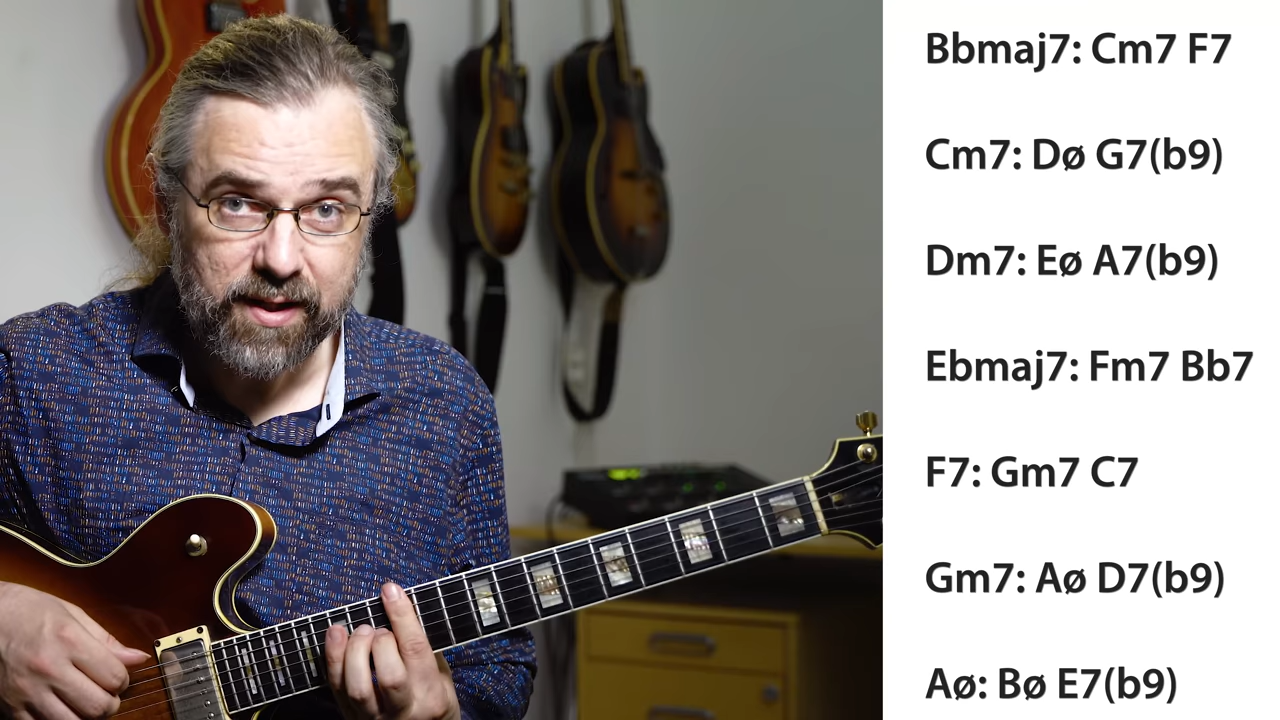 Bbmaj7: Cm7 F7
Cm7: Dø G7(b9)
Dm7: Eø A7(b9)
Ebmaj7: Fm7 Bb7
F7: Gm7 C7
Gm7: Aø D7(b9)
Aø: Bø E7(b9)